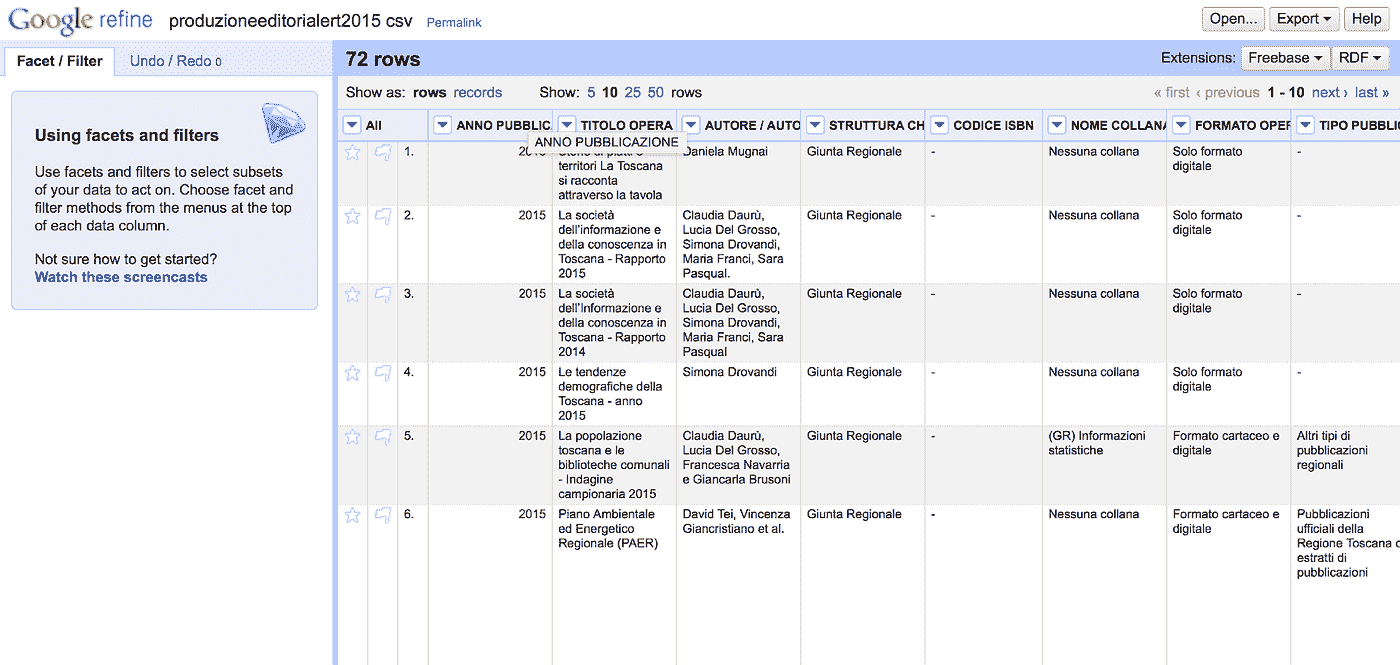 Google refine produzioneeditorialert2015 csv Permalink Open... Export Help
Facet / Filter Undo / Redo 0
72 rows Extensions: Freebase RDF
Show as: rows records Show: 5 10 25 50 rows « first ‹ previous 1 - 10 next › last »
Using facets and filters
Use facets and filters to select subsets
of your data to act on. Choose facet and
filter methods from the menus at the top
of each data column.
Not sure how to get started?
Watch these screencasts
All ANNO PUBBLIC TITOLO OPERA AUTORE / AUTO STRUTTURA CH CODICE ISBN NOME COLLANA FORMATO OPER TIPO PUBBLI
ANNO PUBBLICAZIONE
1.
territori La Toscana
si racconta
attraverso la tavola
Daniela Mugnai
Giunta Regionale
-
Nessuna collana
Solo formato
digitale
-
2.
2015
La società
dell'informazione e
della conoscenza in
Toscana - Rapporto
2015
Claudia Daurù,
Lucia Del Grosso,
Simona Drovandi,
Maria Franci, Sara
Pasqual.
Giunta Regionale
-
Nessuna collana
Solo formato
digitale
-
3.
2015
La società
dell'Informazione e
della conoscenza in
Toscana - Rapporto
2014
Claudia Daurù,
Lucia Del Grosso,
Simona Drovandi,
Maria Franci, Sara
Pasqual
Giunta Regionale
-
Nessuna collana
Solo formato
digitale
-
4.
2015
Le tendenze
demografiche della
Toscana - anno
2015
Simona Drovandi
Giunta Regionale
-
Nessuna collana
Solo formato
digitale
-
5.
2015
La popolazione
toscana e le
biblioteche comunali
- Indagine
campionaria 2015
Claudia Daurù,
Lucia Del Grosso,
Francesca Navarria
e Giancarla Brusoni
Giunta Regionale
-
(GR) Informazioni
statistiche
Formato cartaceo e
digitale
Altri tipi di
pubblicazioni
regionali
6.
2015
Piano Ambientale
ed Energetico
Regionale (PAER)
David Tei, Vincenza
Giancristiano et al.
Giunta Regionale
-
Nessuna collana
Formato cartaceo e
digitale
Pubblicazioni
ufficiali della
Regione Toscana o
estratti di
pubblicazioni